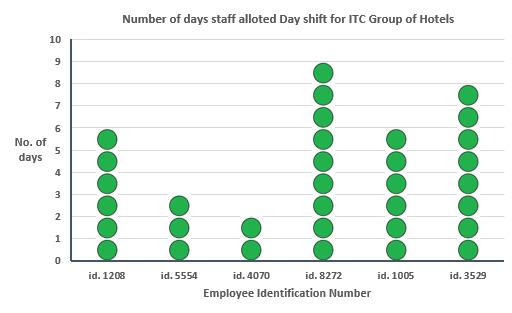 Number of days staff alloted Day shift for ITC Group of Hotels
10
9
8
7
6
5
4
3
2
1
0
No. of
days
id. 1208 id. 5554 id. 4070 id. 8272 id. 1005 id. 3529
Employee Identification Number